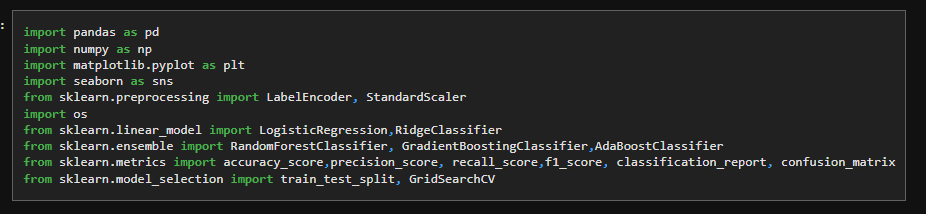 :
import pandas as pd
import numpy as np
import matplotlib.pyplot as plt
import seaborn as sns
from sklearn.preprocessing import LabelEncoder, StandardScaler
import os
from sklearn.linear_model import LogisticRegression,RidgeClassifier
from sklearn.ensemble import RandomForestClassifier, GradientBoostingClassifier,AdaBoostClassifier
from sklearn.metrics import accuracy_score,precision_score, recall_score,f1_score, classification_report, confusion_matrix
from sklearn.model_selection import train_test_split, GridSearchCV